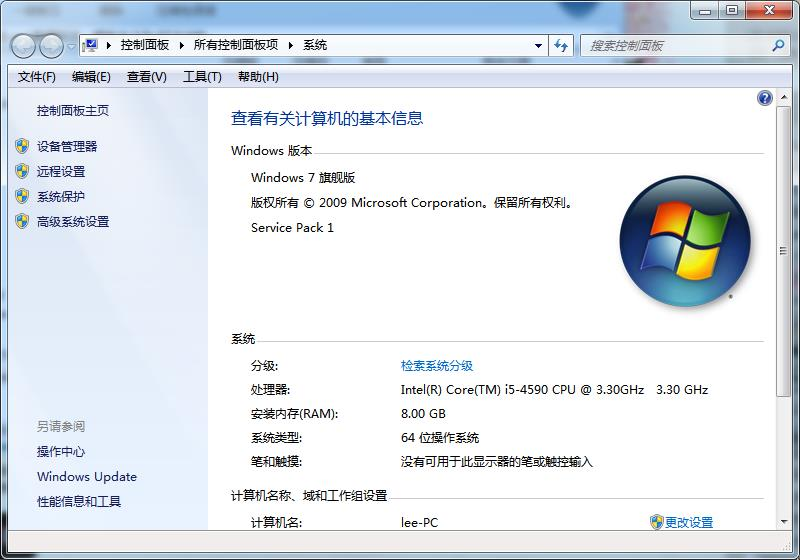 控制面板 ▸ 所有控制面板项 ▸ 系统
搜索控制面板
文件(F) 编辑(E) 查看(V) 工具(T) 帮助(H)
控制面板主页
设备管理器
远程设置
系统保护
高级系统设置
另请参阅
操作中心
Windows Update
性能信息和工具
查看有关计算机的基本信息
Windows 版本
Windows 7 旗舰版
版权所有 © 2009 Microsoft Corporation。保留所有权利。
Service Pack 1
系统
分级: 检索系统分级
处理器: Intel(R) Core(TM) i5-4590 CPU @ 3.30GHz 3.30 GHz
安装内存(RAM): 8.00 GB
系统类型: 64 位操作系统
笔和触摸: 没有可用于此显示器的笔或触控输入
计算机名称、域和工作组设置
计算机名: lee-PC 更改设置